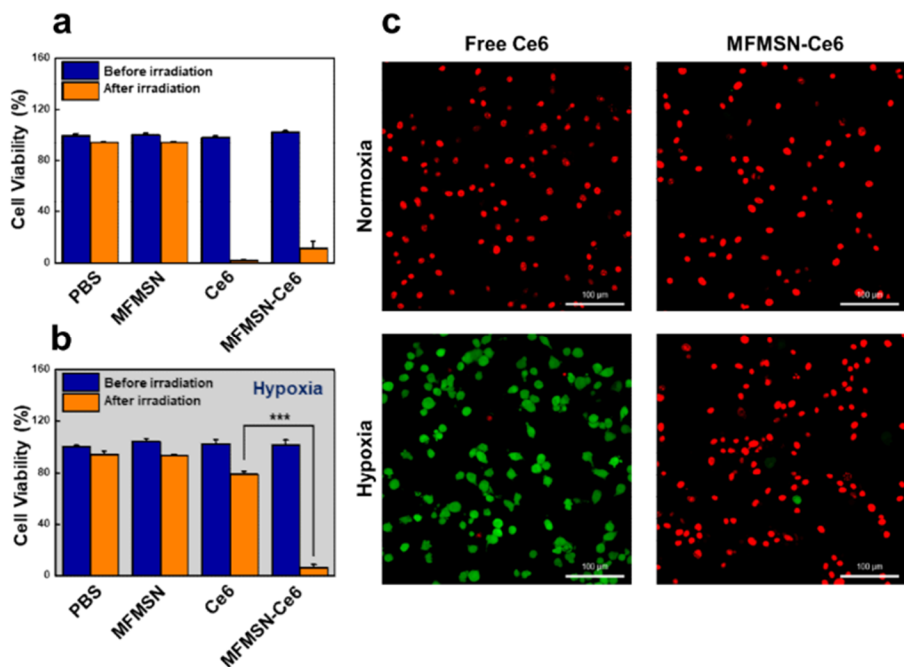 a
160
120
80
40
0
Cell Viability (%)
Before irradiation
After irradiation
PBS
MFMSN
Ce6
MFMSN-Ce6
b
160
120
80
40
0
Cell Viability (%)
Before irradiation
After irradiation
Hypoxia
***
PBS
MFMSN
Ce6
MFMSN-Ce6
c
Free Ce6
MFMSN-Ce6
Normoxia
100 µm
100 µm
Hypoxia
100 µm
100 µm